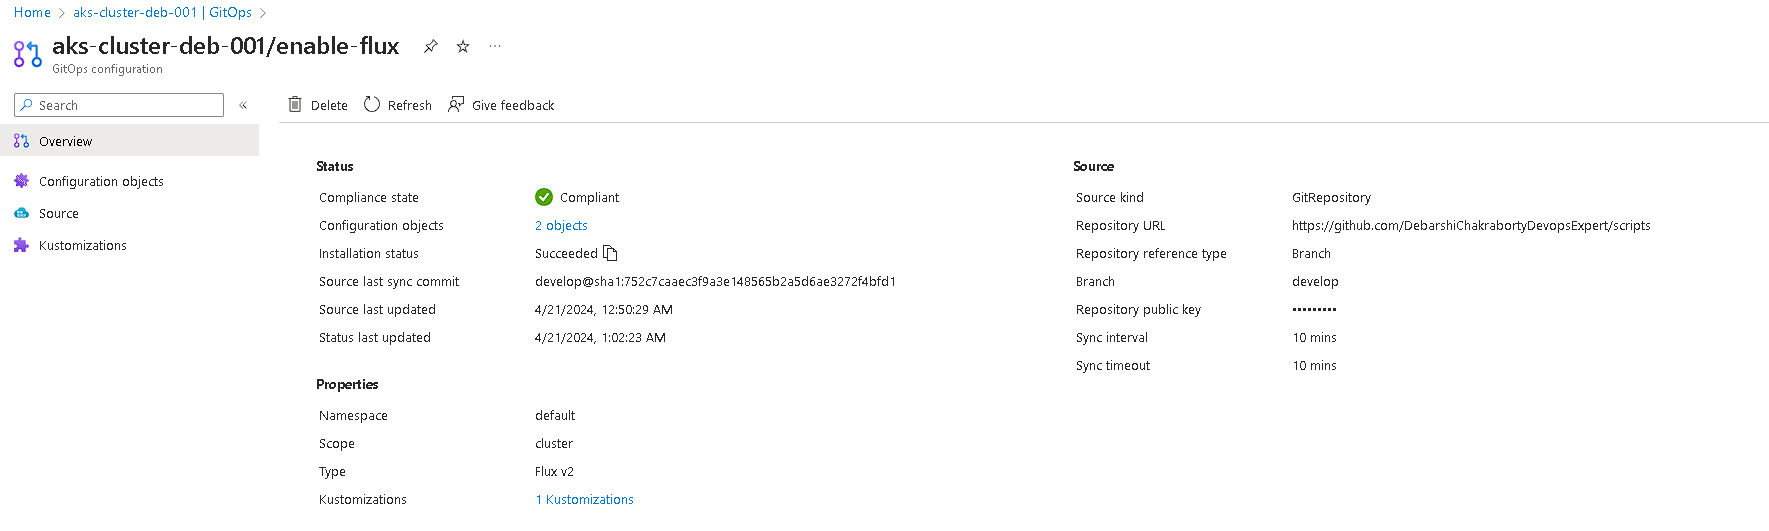 Home > aks-cluster-deb-001 | GitOps >
aks-cluster-deb-001/enable-flux
GitOps configuration
Search
Overview
Configuration objects
Source
Kustomizations
Delete Refresh Give feedback
Status
Compliance state Compliant
Configuration objects 2 objects
Installation status Succeeded
Source last sync commit develop@sha1:752c7caaec3f9a3e148565b2a5d6ae3272f4bfd1
Source last updated 4/21/2024, 12:50:29 AM
Status last updated 4/21/2024, 1:02:23 AM
Properties
Namespace default
Scope cluster
Type Flux v2
Kustomizations 1 Kustomizations
Source
Source kind GitRepository
Repository URL https://github.com/DebarshiChakrabortyDevopsExpert/scripts
Repository reference type Branch
Branch develop
Repository public key •••••••••
Sync interval 10 mins
Sync timeout 10 mins